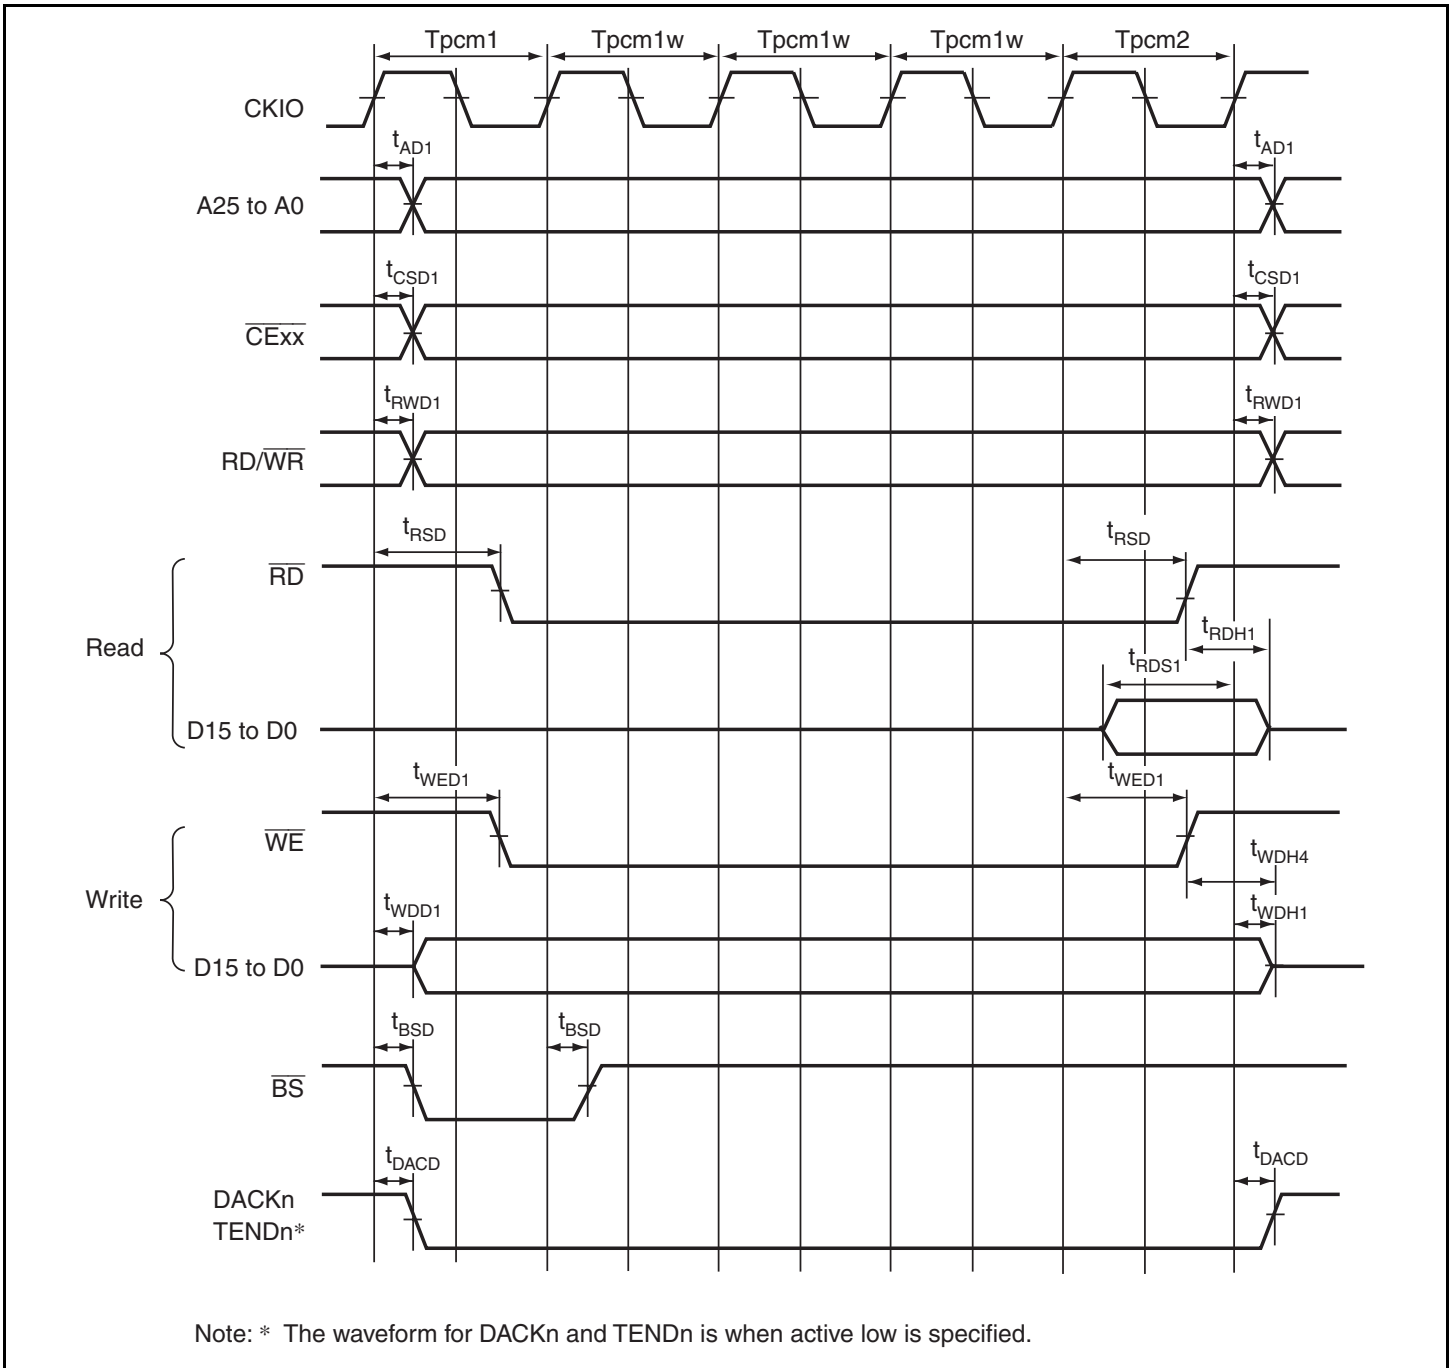 Tpcm1 Tpcm1w Tpcm1w Tpcm1w Tpcm2
CKIO
tAD1 tAD1
A25 to A0
tCSD1 tCSD1
CExx
tRWD1 tRWD1
RD/WR
tRSD tRSD
RD
tRDH1
Read
tRDS1
D15 to D0
tWED1 tWED1
WE
tWDH4
Write
tWDD1 tWDH1
D15 to D0
tBSD tBSD
BS
tDACD tDACD
DACKn
TENDn*
Note: * The waveform for DACKn and TENDn is when active low is specified.